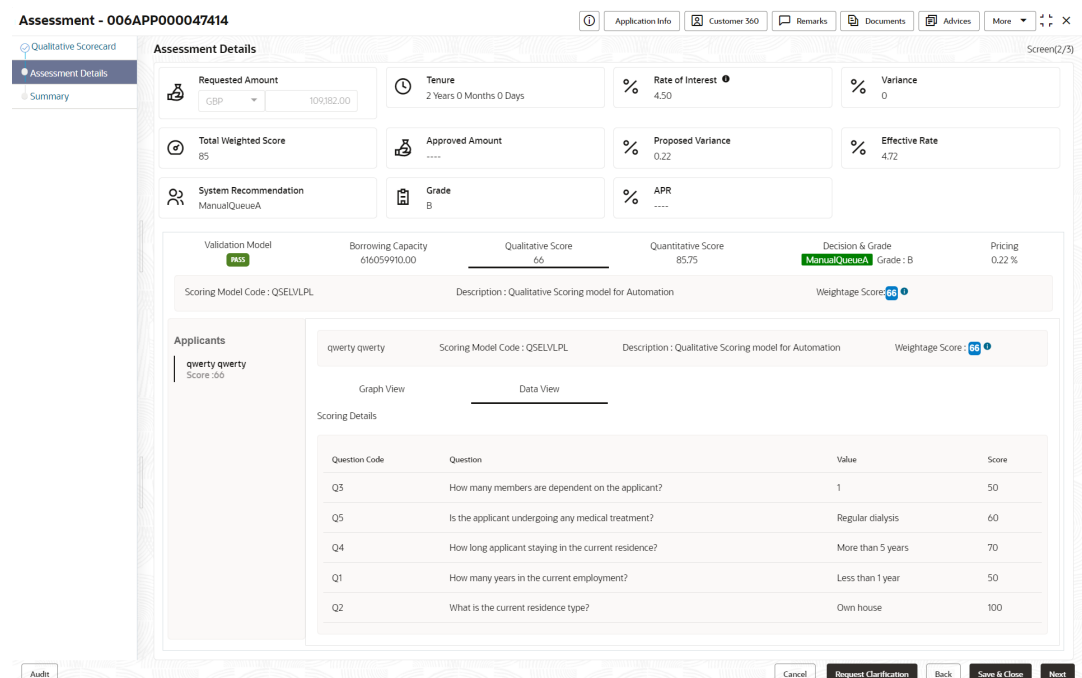 Assessment - 006APP000047414
Application Info
Customer 360
Remarks
Documents
Advices
More
Qualitative Scorecard
Assessment Details
Summary
Assessment Details
Screen(2/3)
Requested Amount
GBP 109,182.00
Tenure
2 Years 0 Months 0 Days
Rate of Interest
4.50
Variance
0
Total Weighted Score
85
Approved Amount
----
Proposed Variance
0.22
Effective Rate
4.72
System Recommendation
ManualQueueA
Grade
B
APR
----
Validation Model
PASS
Borrowing Capacity
616059910.00
Qualitative Score
66
Quantitative Score
85.75
Decision & Grade
ManualQueueA Grade : B
Pricing
0.22 %
Scoring Model Code : QSELVLPL Description : Qualitative Scoring model for Automation Weightage Score: 66
Applicants
qwerty qwerty
Score :66
qwerty qwerty Scoring Model Code : QSELVLPL Description : Qualitative Scoring model for Automation Weightage Score : 66
Graph View Data View
Scoring Details
Question Code Question Value Score
Q3 How many members are dependent on the applicant? 1 50
Q5 Is the applicant undergoing any medical treatment? Regular dialysis 60
Q4 How long applicant staying in the current residence? More than 5 years 70
Q1 How many years in the current employment? Less than 1 year 50
Q2 What is the current residence type? Own house 100
Audit Cancel Request Clarification Back Save & Close Next